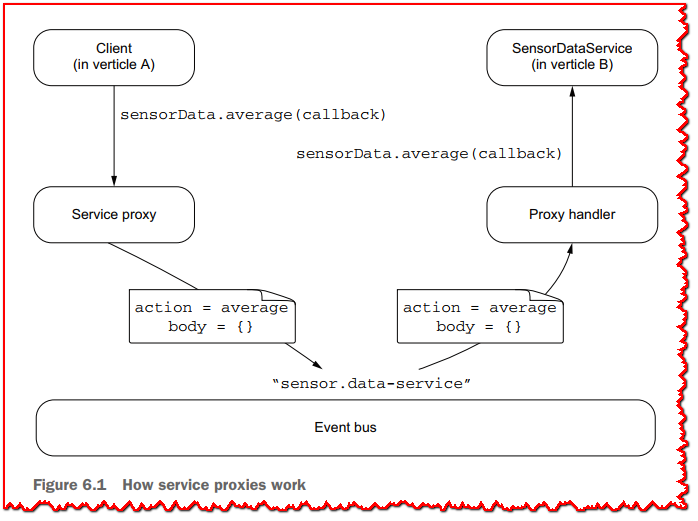 Client
(in verticle A)
SensorDataService
(in verticle B)
sensorData.average(callback)
sensorData.average(callback)
Service proxy
Proxy handler
action = average
body = {}
action = average
body = {}
“sensor.data-service”
Event bus
Figure 6.1 How service proxies work